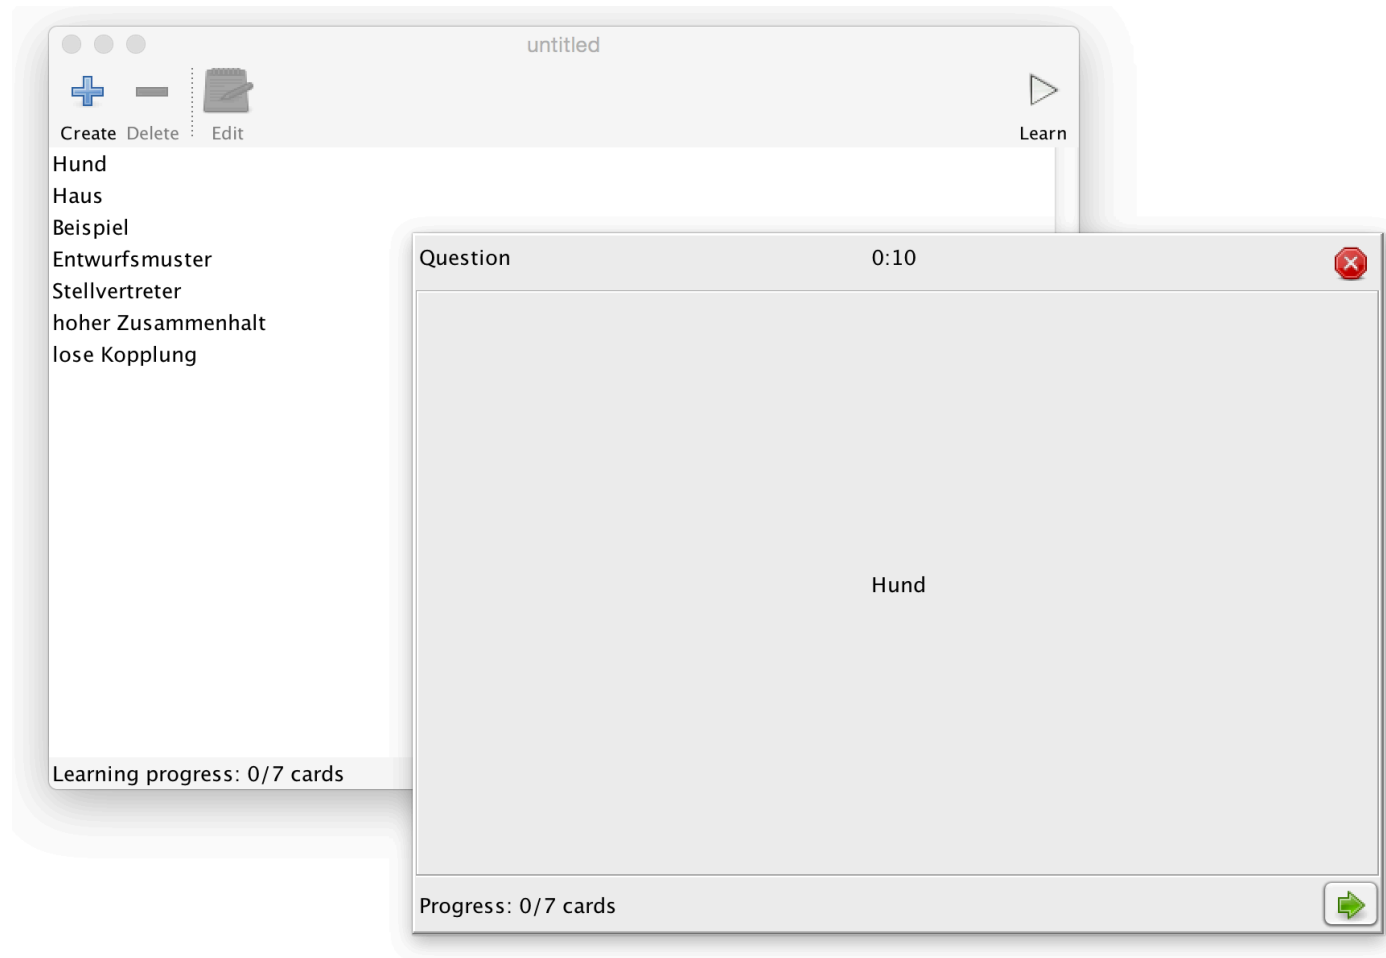 untitled
Create Delete Edit Learn
Hund
Haus
Beispiel
Entwurfsmuster
Stellvertreter
hoher Zusammenhalt
lose Kopplung
Learning progress: 0/7 cards
Question 0:10
Hund
Progress: 0/7 cards